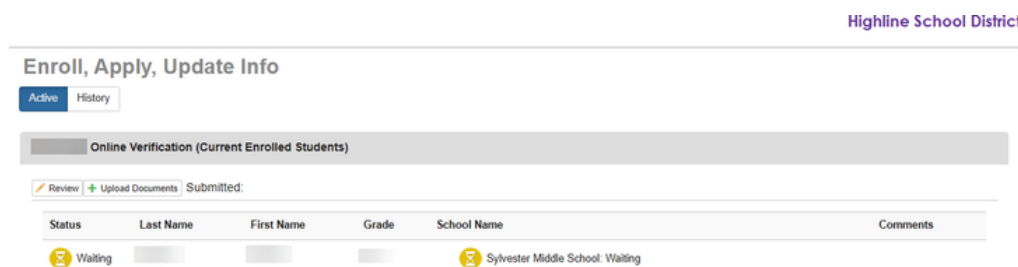 Highline School District
Enroll, Apply, Update Info
Active History
Online Verification (Current Enrolled Students)
Review + Upload Documents Submitted:
Status Last Name First Name Grade School Name Comments
Waiting Sylvester Middle School: Waiting